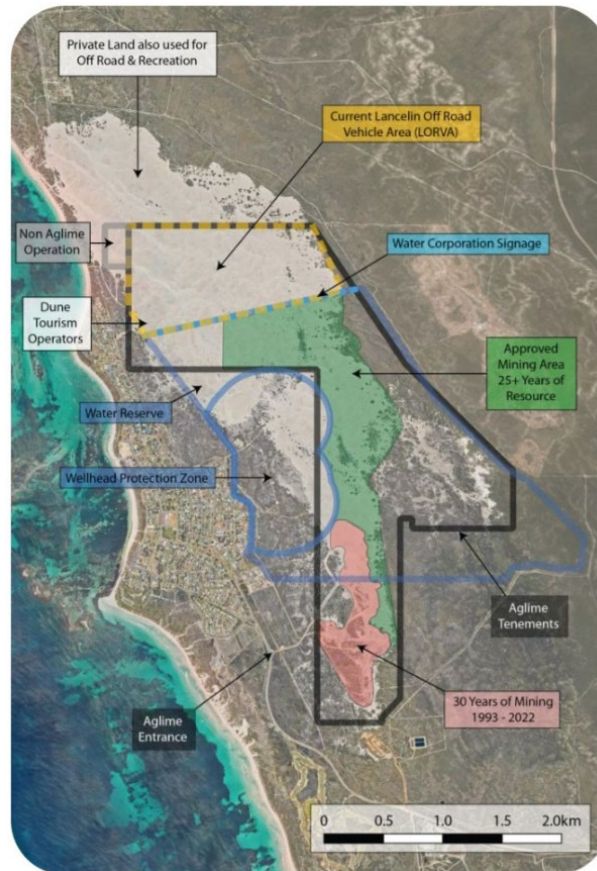 Private Land also used for
Off Road & Recreation
Current Lancelin Off Road
Vehicle Area (LORVA)
Non Aglime
Operation
Water Corporation Signage
Dune
Tourism
Operators
Approved
Mining Area
25+ Years of
Resource
Water Reserve
Wellhead Protection Zone
Aglime
Tenements
30 Years of Mining
1993 - 2022
Aglime
Entrance
0 0.5 1.0 1.5 2.0km